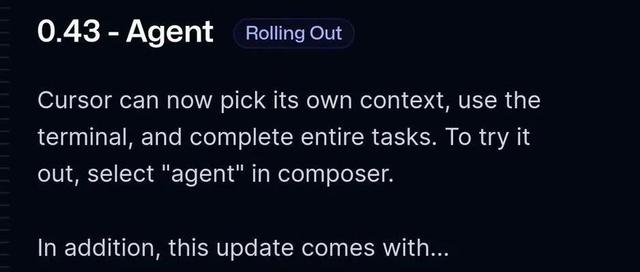 0.43 - Agent Rolling Out
Cursor can now pick its own context, use the
terminal, and complete entire tasks. To try it
out, select "agent" in composer.
In addition, this update comes with...